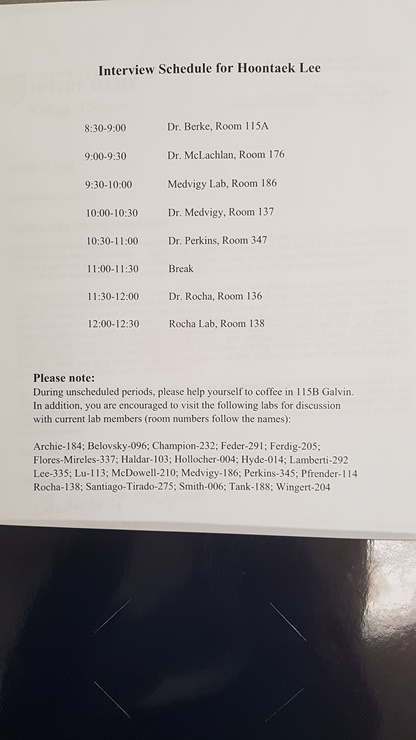 Interview Schedule for Hoontaek Lee
8:30-9:00 Dr. Berke, Room 115A
9:00-9:30 Dr. McLachlan, Room 176
9:30-10:00 Medvigy Lab, Room 186
10:00-10:30 Dr. Medvigy, Room 137
10:30-11:00 Dr. Perkins, Room 347
11:00-11:30 Break
11:30-12:00 Dr. Rocha, Room 136
12:00-12:30 Rocha Lab, Room 138
Please note:
During unscheduled periods, please help yourself to coffee in 115B Galvin.
In addition, you are encouraged to visit the following labs for discussion
with current lab members (room numbers follow the names):
Archie-184; Belovsky-096; Champion-232; Feder-291; Ferdig-205;
Flores-Mireles-337; Haldar-103; Hollocher-004; Hyde-014; Lamberti-292
Lee-335; Lu-113; McDowell-210; Medvigy-186; Perkins-345; Pfrender-114
Rocha-138; Santiago-Tirado-275; Smith-006; Tank-188; Wingert-204